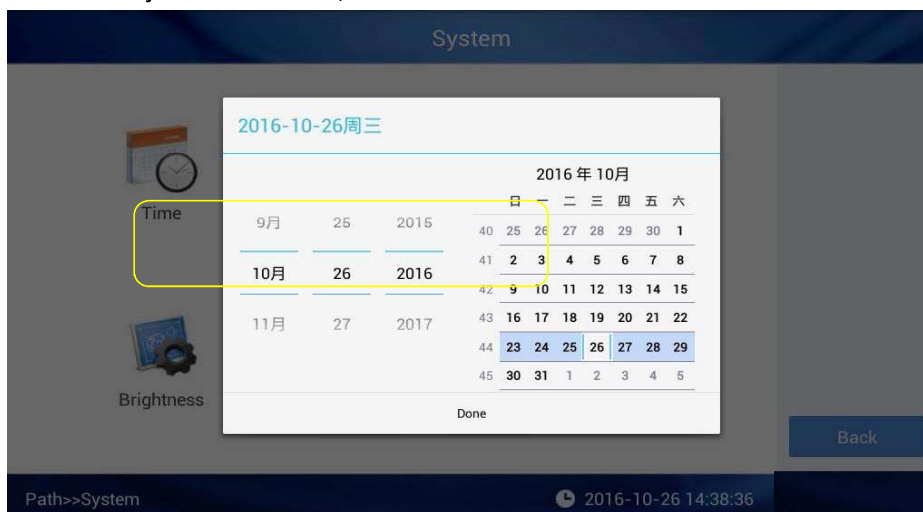 System
Time
Brightness
2016-10-26周三
9月 25 2015
10月 26 2016
11月 27 2017
2016 年 10月
日 一 二 三 四 五 六
40 25 26 27 28 29 30 1
41 2 3 4 5 6 7 8
42 9 10 11 12 13 14 15
43 16 17 18 19 20 21 22
44 23 24 25 26 27 28 29
45 30 31 1 2 3 4 5
Done
Back
Path>>System
2016-10-26 14:38:36